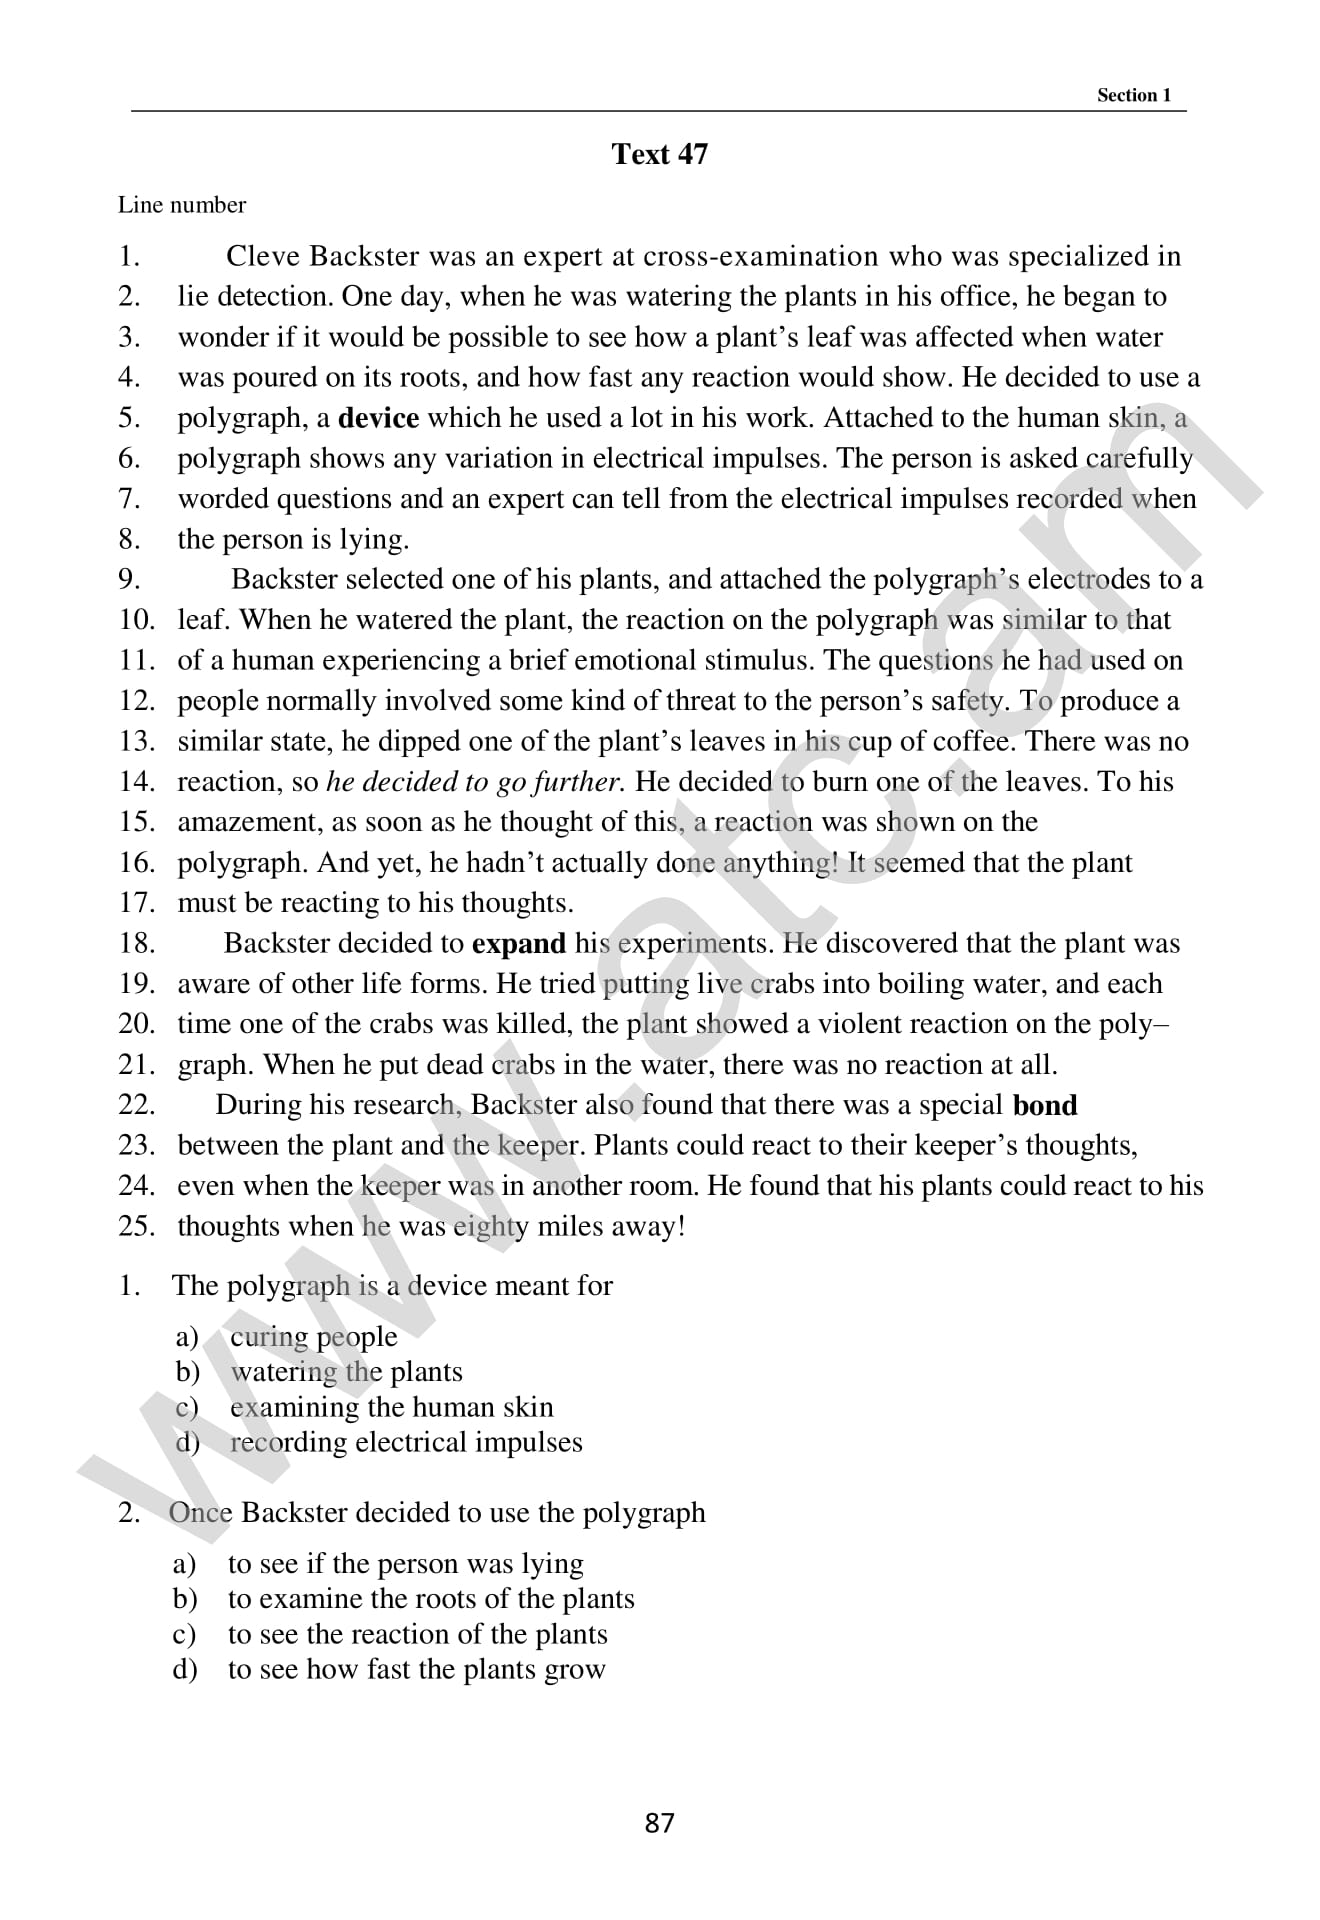 Section 1
Text 47
Line number
1. Cleve Backster was an expert at cross-examination who was specialized in
2. lie detection. One day, when he was watering the plants in his office, he began to
3. wonder if it would be possible to see how a plant’s leaf was affected when water
4. was poured on its roots, and how fast any reaction would show. He decided to use a
5. polygraph, a device which he used a lot in his work. Attached to the human skin, a
6. polygraph shows any variation in electrical impulses. The person is asked carefully
7. worded questions and an expert can tell from the electrical impulses recorded when
8. the person is lying.
9. Backster selected one of his plants, and attached the polygraph’s electrodes to a
10. leaf. When he watered the plant, the reaction on the polygraph was similar to that
11. of a human experiencing a brief emotional stimulus. The questions he had used on
12. people normally involved some kind of threat to the person’s safety. To produce a
13. similar state, he dipped one of the plant’s leaves in his cup of coffee. There was no
14. reaction, so he decided to go further. He decided to burn one of the leaves. To his
15. amazement, as soon as he thought of this, a reaction was shown on the
16. polygraph. And yet, he hadn’t actually done anything! It seemed that the plant
17. must be reacting to his thoughts.
18. Backster decided to expand his experiments. He discovered that the plant was
19. aware of other life forms. He tried putting live crabs into boiling water, and each
20. time one of the crabs was killed, the plant showed a violent reaction on the poly–
21. graph. When he put dead crabs in the water, there was no reaction at all.
22. During his research, Backster also found that there was a special bond
23. between the plant and the keeper. Plants could react to their keeper’s thoughts,
24. even when the keeper was in another room. He found that his plants could react to his
25. thoughts when he was eighty miles away!
1. The polygraph is a device meant for
a) curing people
b) watering the plants
c) examining the human skin
d) recording electrical impulses
2. Once Backster decided to use the polygraph
a) to see if the person was lying
b) to examine the roots of the plants
c) to see the reaction of the plants
d) to see how fast the plants grow
87
www.atc.am